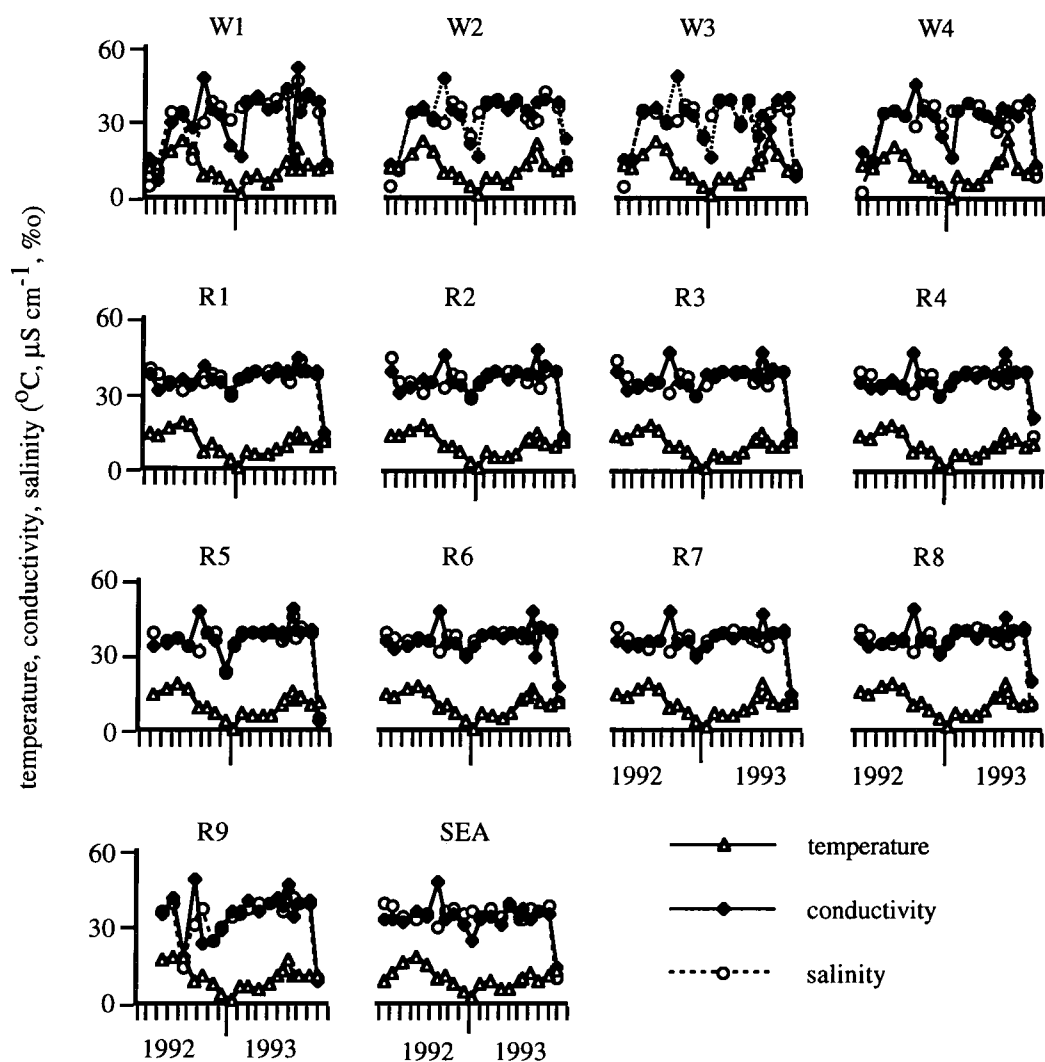 W1 W2 W3 W4
60
30
0
R1 R2 R3 R4
60
30
0
R5 R6 R7 R8
60
30
0
1992 1993 1992 1993
R9 SEA
60
30
0
1992 1993 1992 1993
temperature, conductivity, salinity (°C, µS cm⁻¹, ‰)
temperature
conductivity
salinity